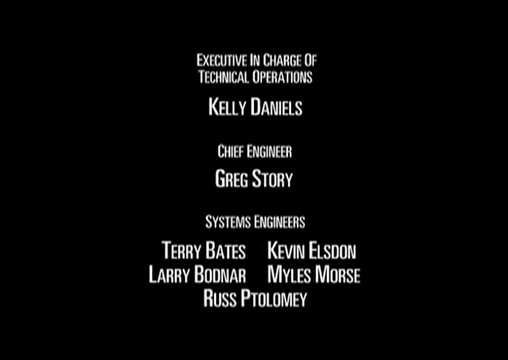 Executive In Charge Of
Technical Operations
Kelly Daniels
Chief Engineer
Greg Story
Systems Engineers
Terry Bates Kevin Elsdon
Larry Bodnar Myles Morse
Russ Ptolomey